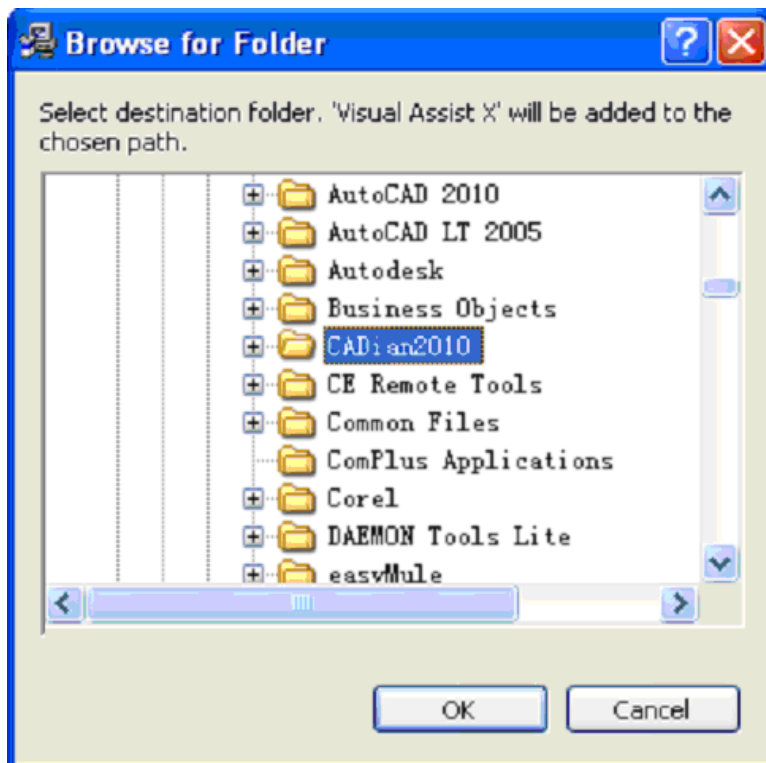 Browse for Folder
Select destination folder. 'Visual Assist X' will be added to the
chosen path.
AutoCAD 2010
AutoCAD LT 2005
Autodesk
Business Objects
CADian2010
CE Remote Tools
Common Files
ComPlus Applications
Corel
DAEMON Tools Lite
easyMule
OK Cancel